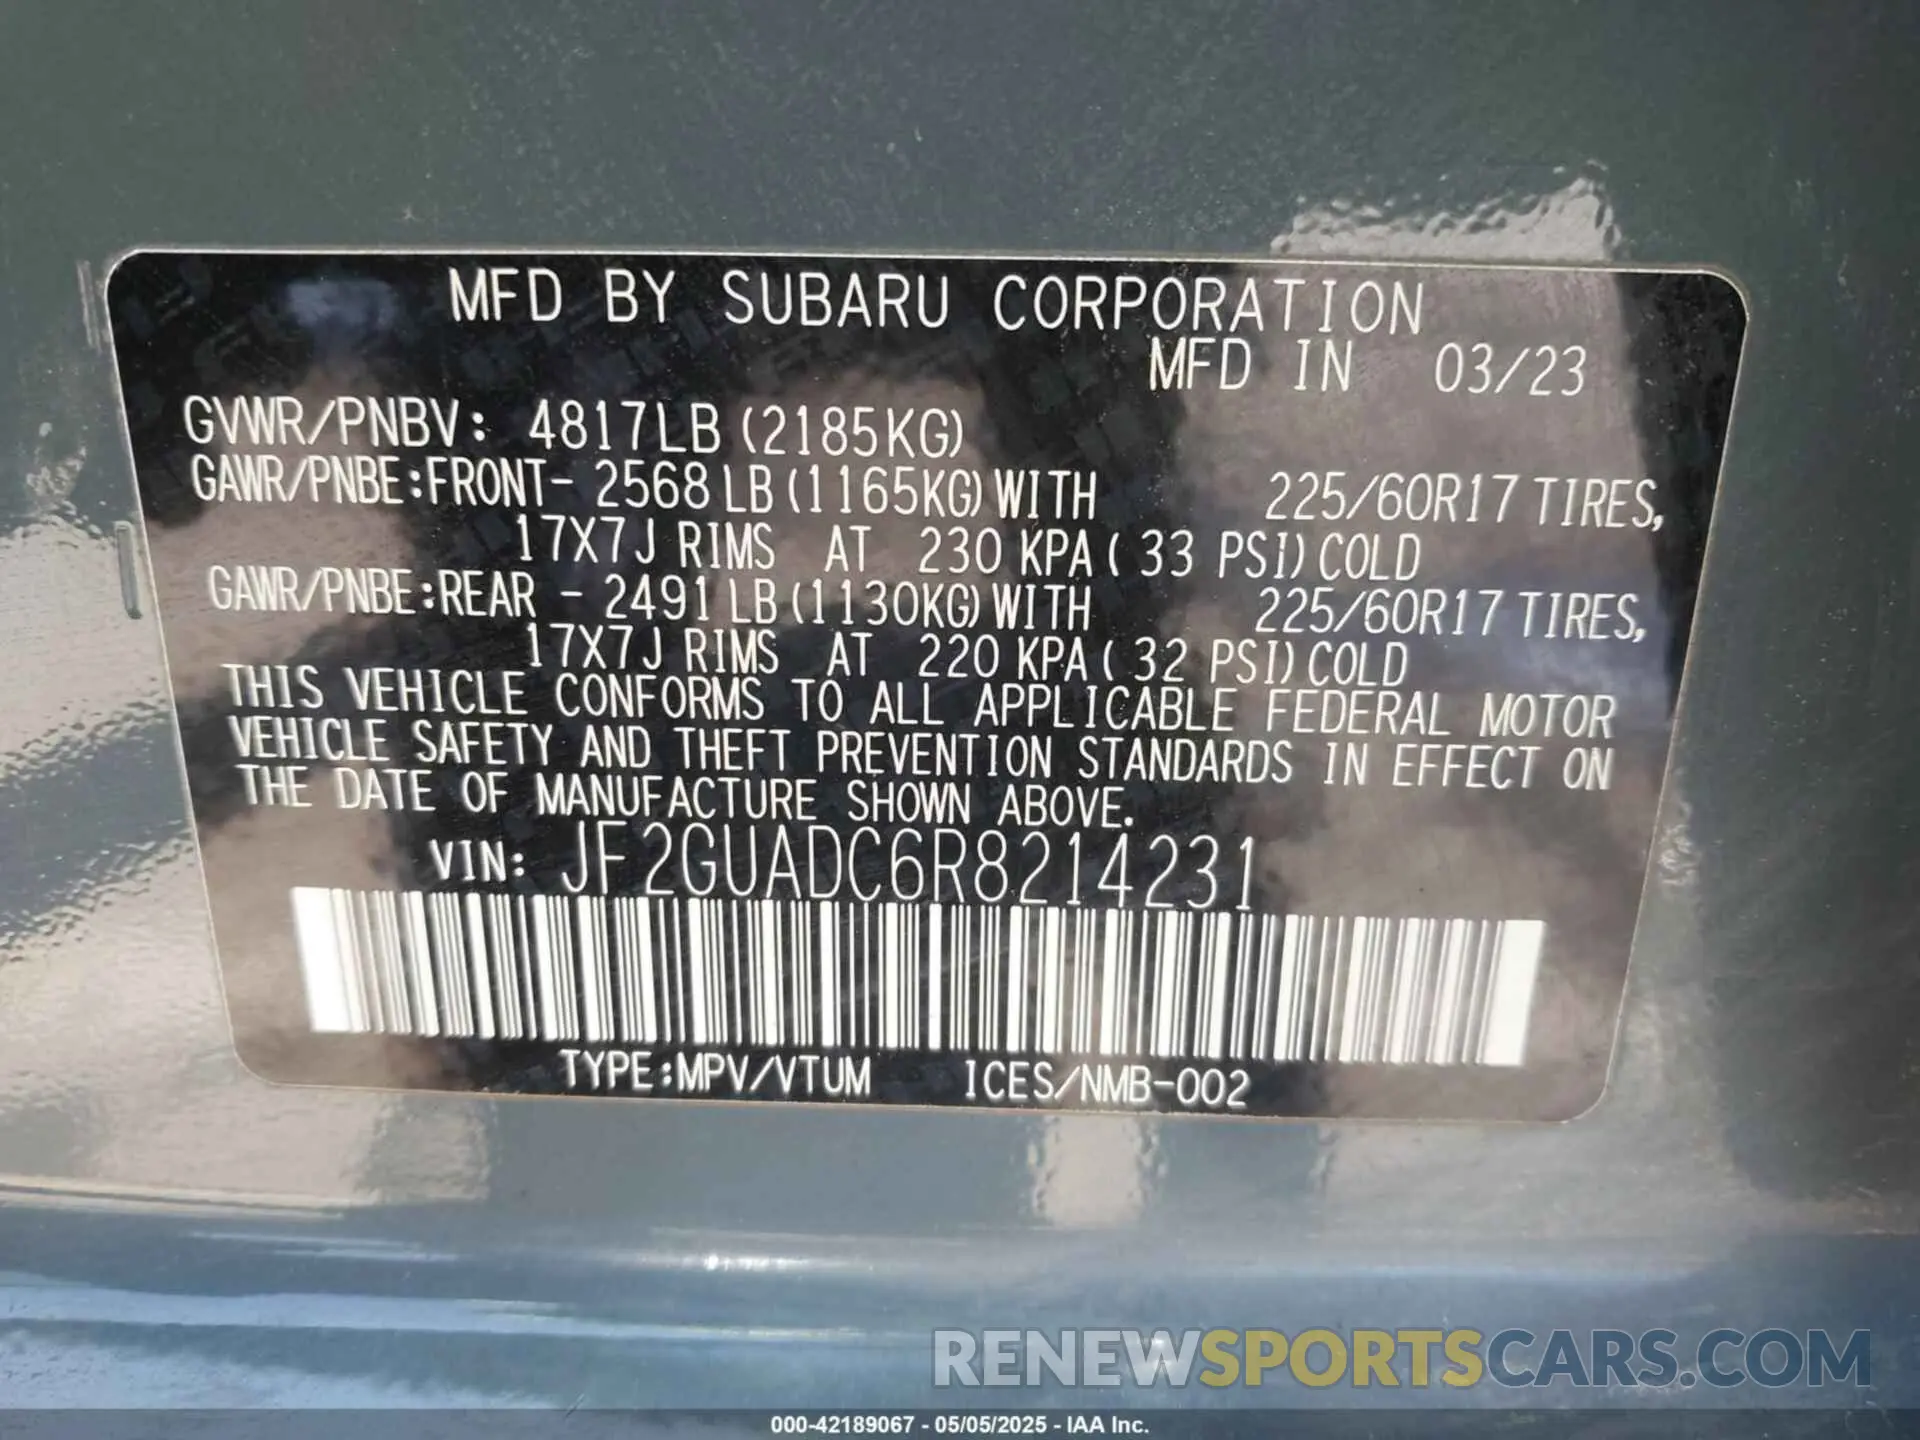 MFD BY SUBARU CORPORATION
MFD IN 03/23
GVWR/PNBV: 4817LB (2185KG)
GAWR/PNBE:FRONT- 2568 LB (1165KG) WITH 225/60R17 TIRES,
17X7J RIMS AT 230 KPA ( 33 PSI) COLD
GAWR/PNBE:REAR - 2491 LB (1130KG) WITH 225/60R17 TIRES,
17X7J RIMS AT 220 KPA ( 32 PSI) COLD
THIS VEHICLE CONFORMS TO ALL APPLICABLE FEDERAL MOTOR
VEHICLE SAFETY AND THEFT PREVENTION STANDARDS IN EFFECT ON
THE DATE OF MANUFACTURE SHOWN ABOVE.
VIN: JF2GUADC6R8214231
TYPE:MPV/VTUM ICES/NMB-002
RENEWSPORTSCARS.COM
000-42189067 - 05/05/2025 - IAA Inc.